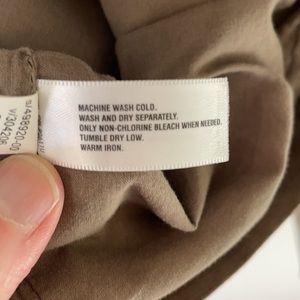 MACHINE WASH COLD.
WASH AND DRY SEPARATELY.
ONLY NON-CHLORINE BLEACH WHEN NEEDED.
TUMBLE DRY LOW.
WARM IRON.